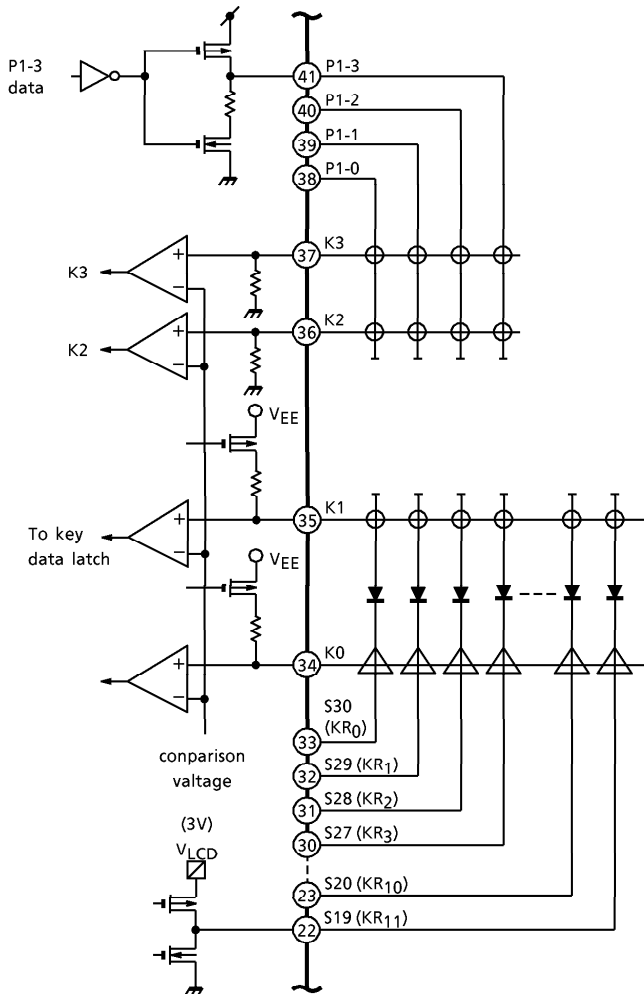 P1-3
data
41 P1-3
40 P1-2
39 P1-1
38 P1-0
K3 + − 37 K3
K2 + − 36 K2
VEE
To key
data latch
+ − 35 K1
VEE
+ − 34 K0
conparison
valtage
S30
(KR0)
33
32 S29 (KR1)
31 S28 (KR2)
30 S27 (KR3)
(3V)
VLCD
23 S20 (KR10)
22 S19 (KR11)